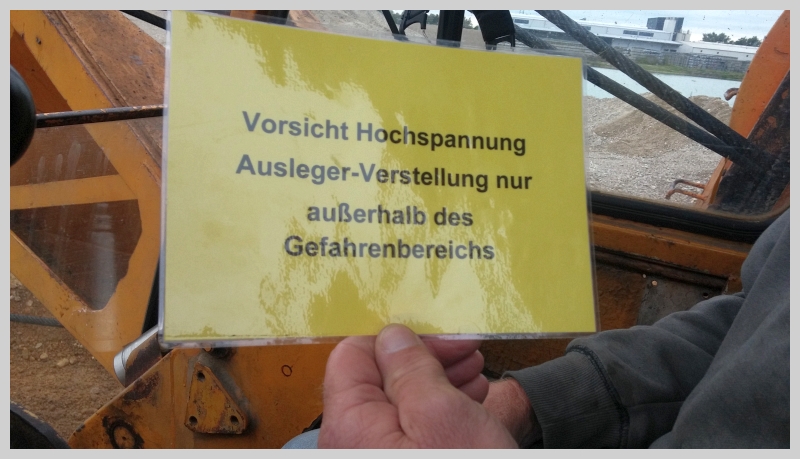 Vorsicht Hochspannung
Ausleger-Verstellung nur
außerhalb des
Gefahrenbereichs